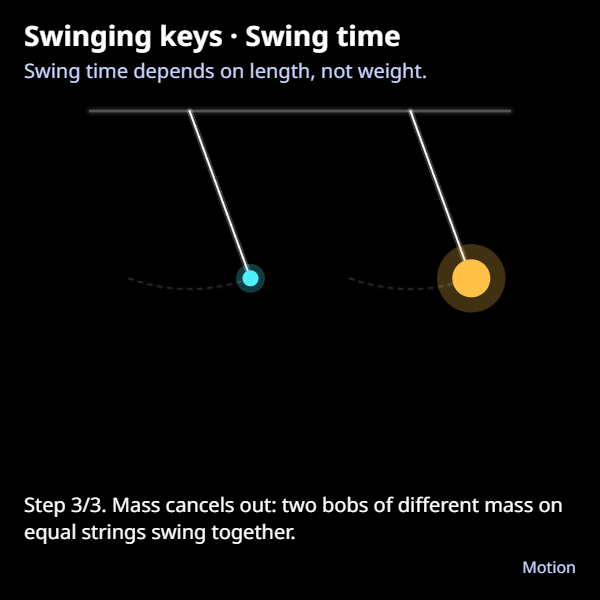 Swinging keys · Swing time
Swing time depends on length, not weight.
Step 3/3. Mass cancels out: two bobs of different mass on
equal strings swing together.
Motion